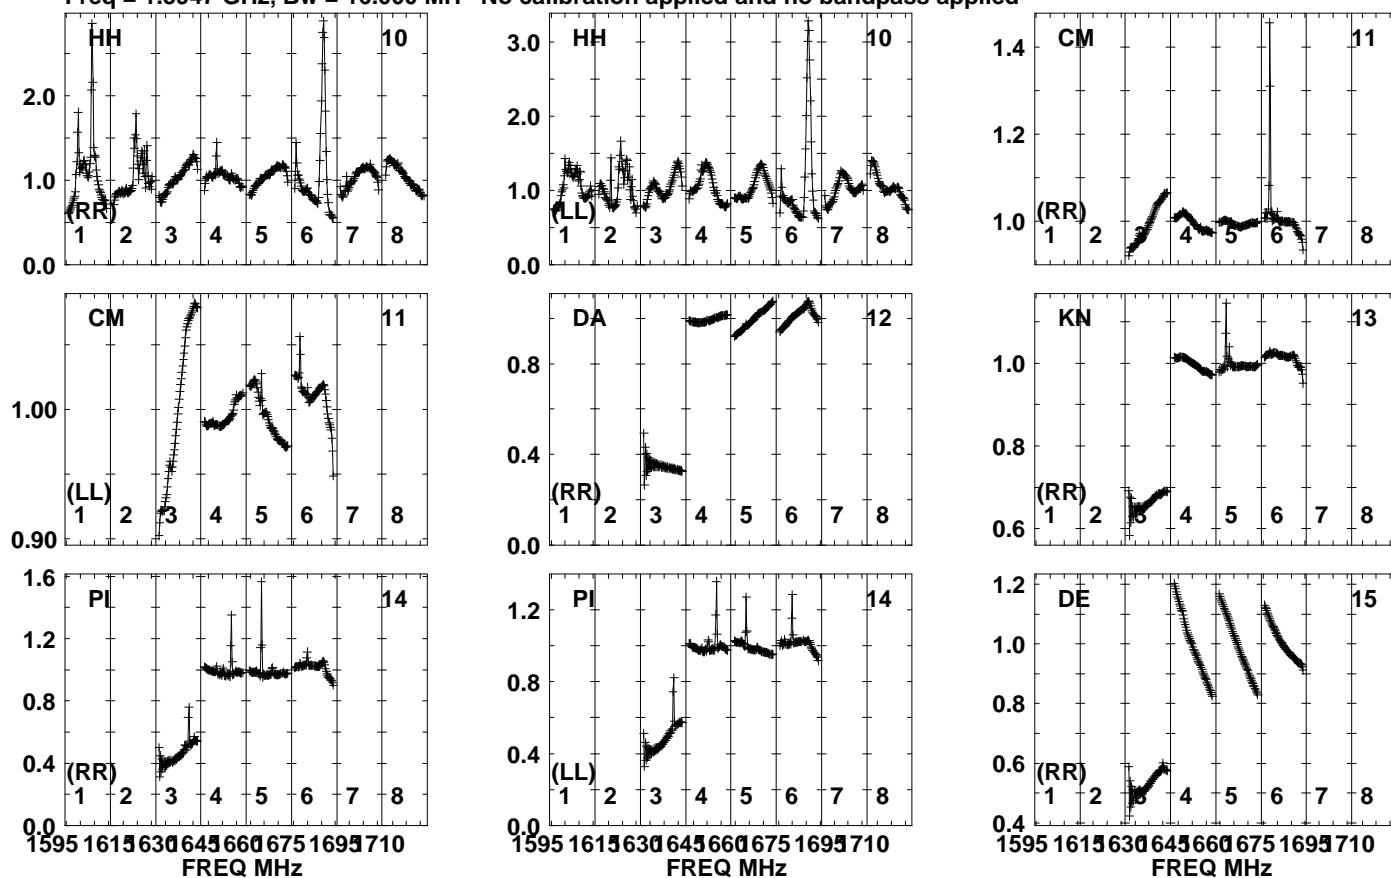 Freq = 1.5947 GHz, Bw = 16.000 MH No calibration applied and no bandpass applied
HH 10 HH 10 CM 11
2.0 3.0 1.4
2.0 1.2
1.0 1.0 1.0
(RR) (LL) (RR)
1 2 3 4 5 6 7 8 1 2 3 4 5 6 7 8 1 2 3 4 5 6 7 8
0.0 0.0
CM 11 DA 12 KN 13
1.00 0.8 1.0
0.4 0.8
(LL) (RR) (RR)
1 2 3 4 5 6 7 8 1 2 3 4 5 6 7 8 1 2 3 4 5 6 7 8
0.90 0.0 0.6
PI 14 PI 14 DE 15
1.6 1.2 1.2
1.2 1.0
0.8 0.8 0.8
0.4 0.4 0.6
(RR) (LL) (RR)
1 2 3 4 5 6 7 8 1 2 3 4 5 6 7 8 1 2 3 4 5 6 7 8
0.0 0.0 0.4
1595 1615 1630 1645 1660 1675 1695 1710 1595 1615 1630 1645 1660 1675 1695 1710 1595 1615 1630 1645 1660 1675 1695 1710
FREQ MHz FREQ MHz FREQ MHz